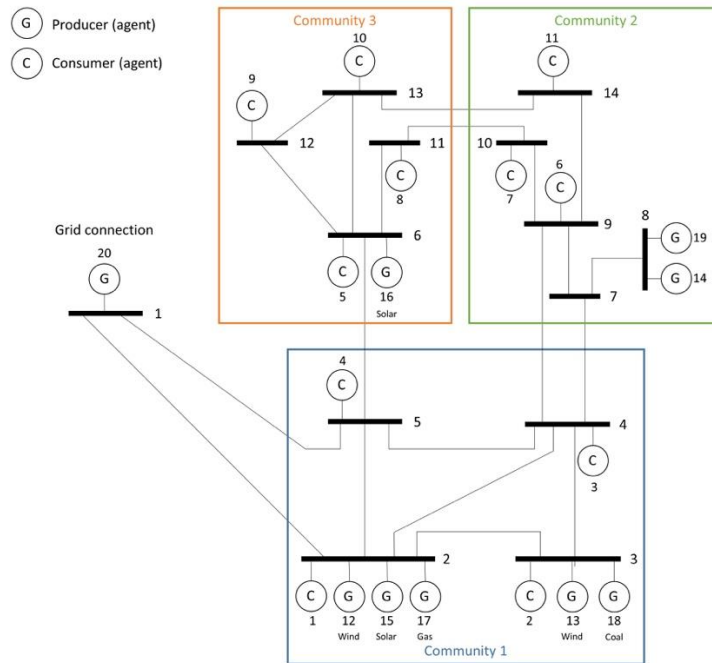 G Producer (agent)
C Consumer (agent)
Community 3
Community 2
10
C
13
11
C
14
9
C
12
11
C
8
10
C
7
6
C
9
8
G 19
G 14
7
6
C
5
G
16
Solar
Grid connection
20
G
1
4
C
5
4
C
3
2
3
C
1
G
12
Wind
G
15
Solar
G
17
Gas
C
2
G
13
Wind
G
18
Coal
Community 1